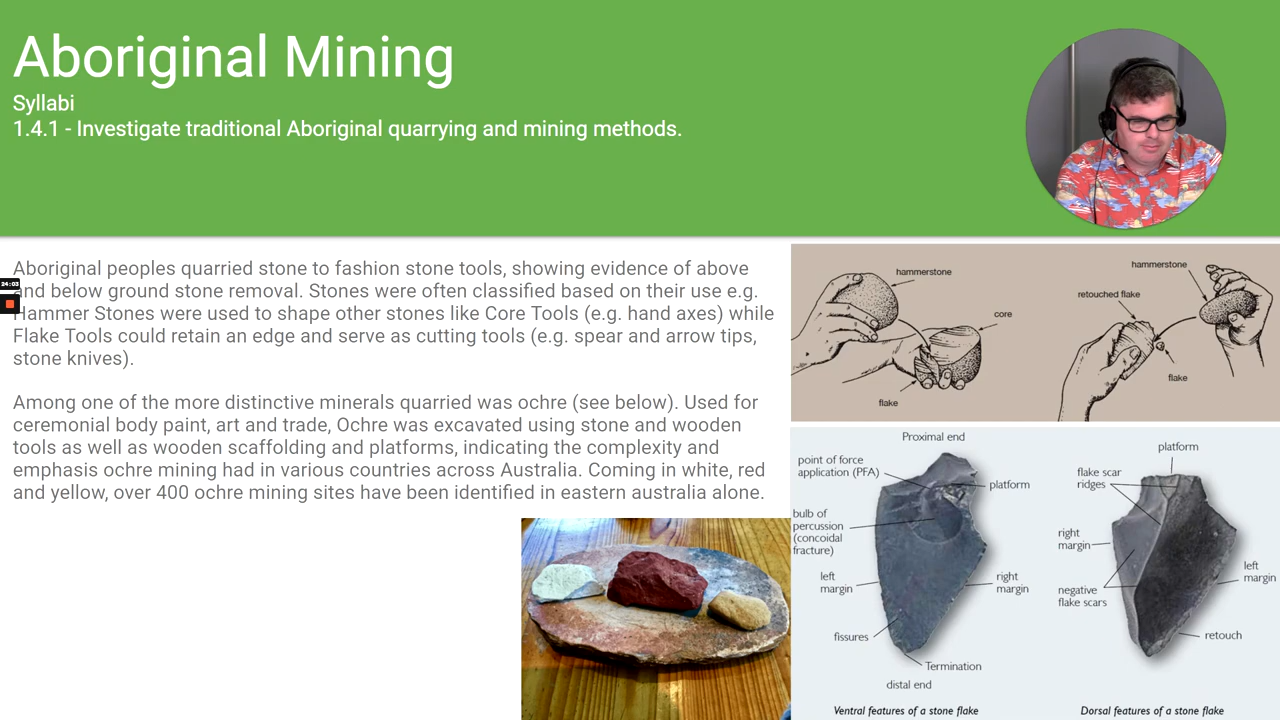 Aboriginal Mining
Syllabi
1.4.1 - Investigate traditional Aboriginal quarrying and mining methods.
24:03
Aboriginal peoples quarried stone to fashion stone tools, showing evidence of above
and below ground stone removal. Stones were often classified based on their use e.g.
Hammer Stones were used to shape other stones like Core Tools (e.g. hand axes) while
Flake Tools could retain an edge and serve as cutting tools (e.g. spear and arrow tips,
stone knives).
Among one of the more distinctive minerals quarried was ochre (see below). Used for
ceremonial body paint, art and trade, Ochre was excavated using stone and wooden
tools as well as wooden scaffolding and platforms, indicating the complexity and
emphasis ochre mining had in various countries across Australia. Coming in white, red
and yellow, over 400 ochre mining sites have been identified in eastern australia alone.
hammerstone
core
flake
hammerstone
retouched flake
flake
Proximal end
point of force
application (PFA)
platform
bulb of
percussion
(concoidal
fracture)
left
margin
right
margin
fissures
Termination
distal end
Ventral features of a stone flake
platform
flake scar
ridges
right
margin
left
margin
negative
flake scars
retouch
Dorsal features of a stone flake